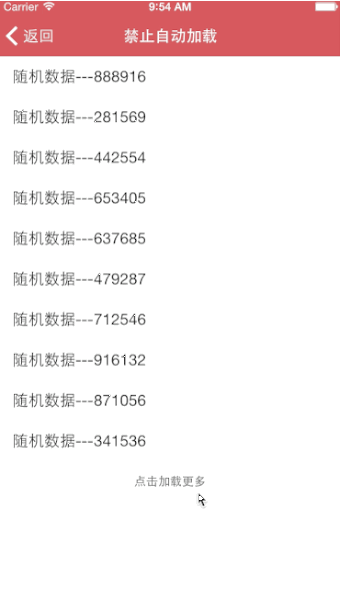 Carrier 9:54 AM
返回 禁止自动加载
随机数据---888916
随机数据---281569
随机数据---442554
随机数据---653405
随机数据---637685
随机数据---479287
随机数据---712546
随机数据---916132
随机数据---871056
随机数据---341536
点击加载更多